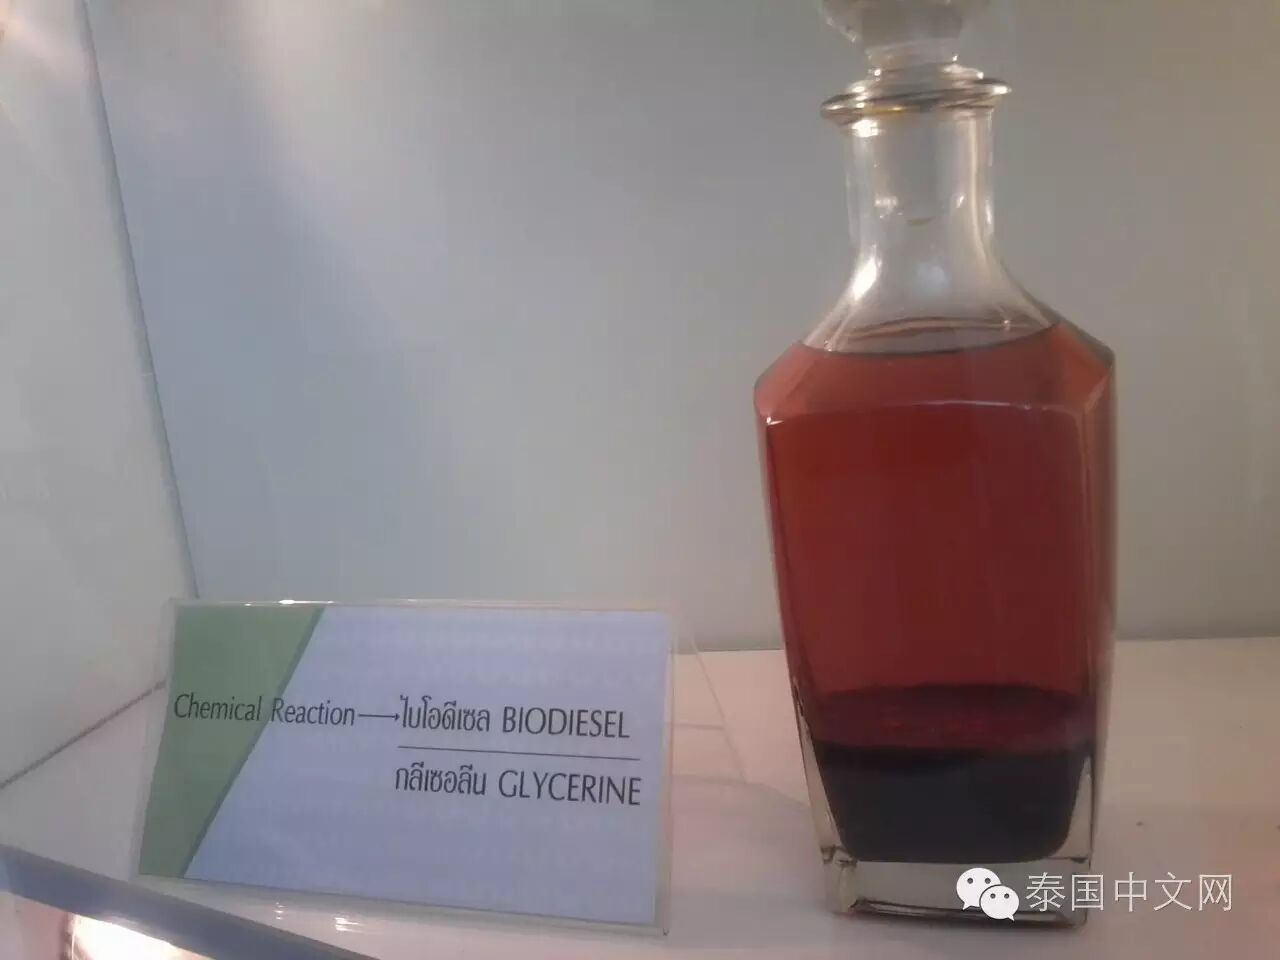 Chemical Reaction → ไบโอดีเซล BIODIESEL
กลีเซอลีน GLYCERINE
泰国中文网